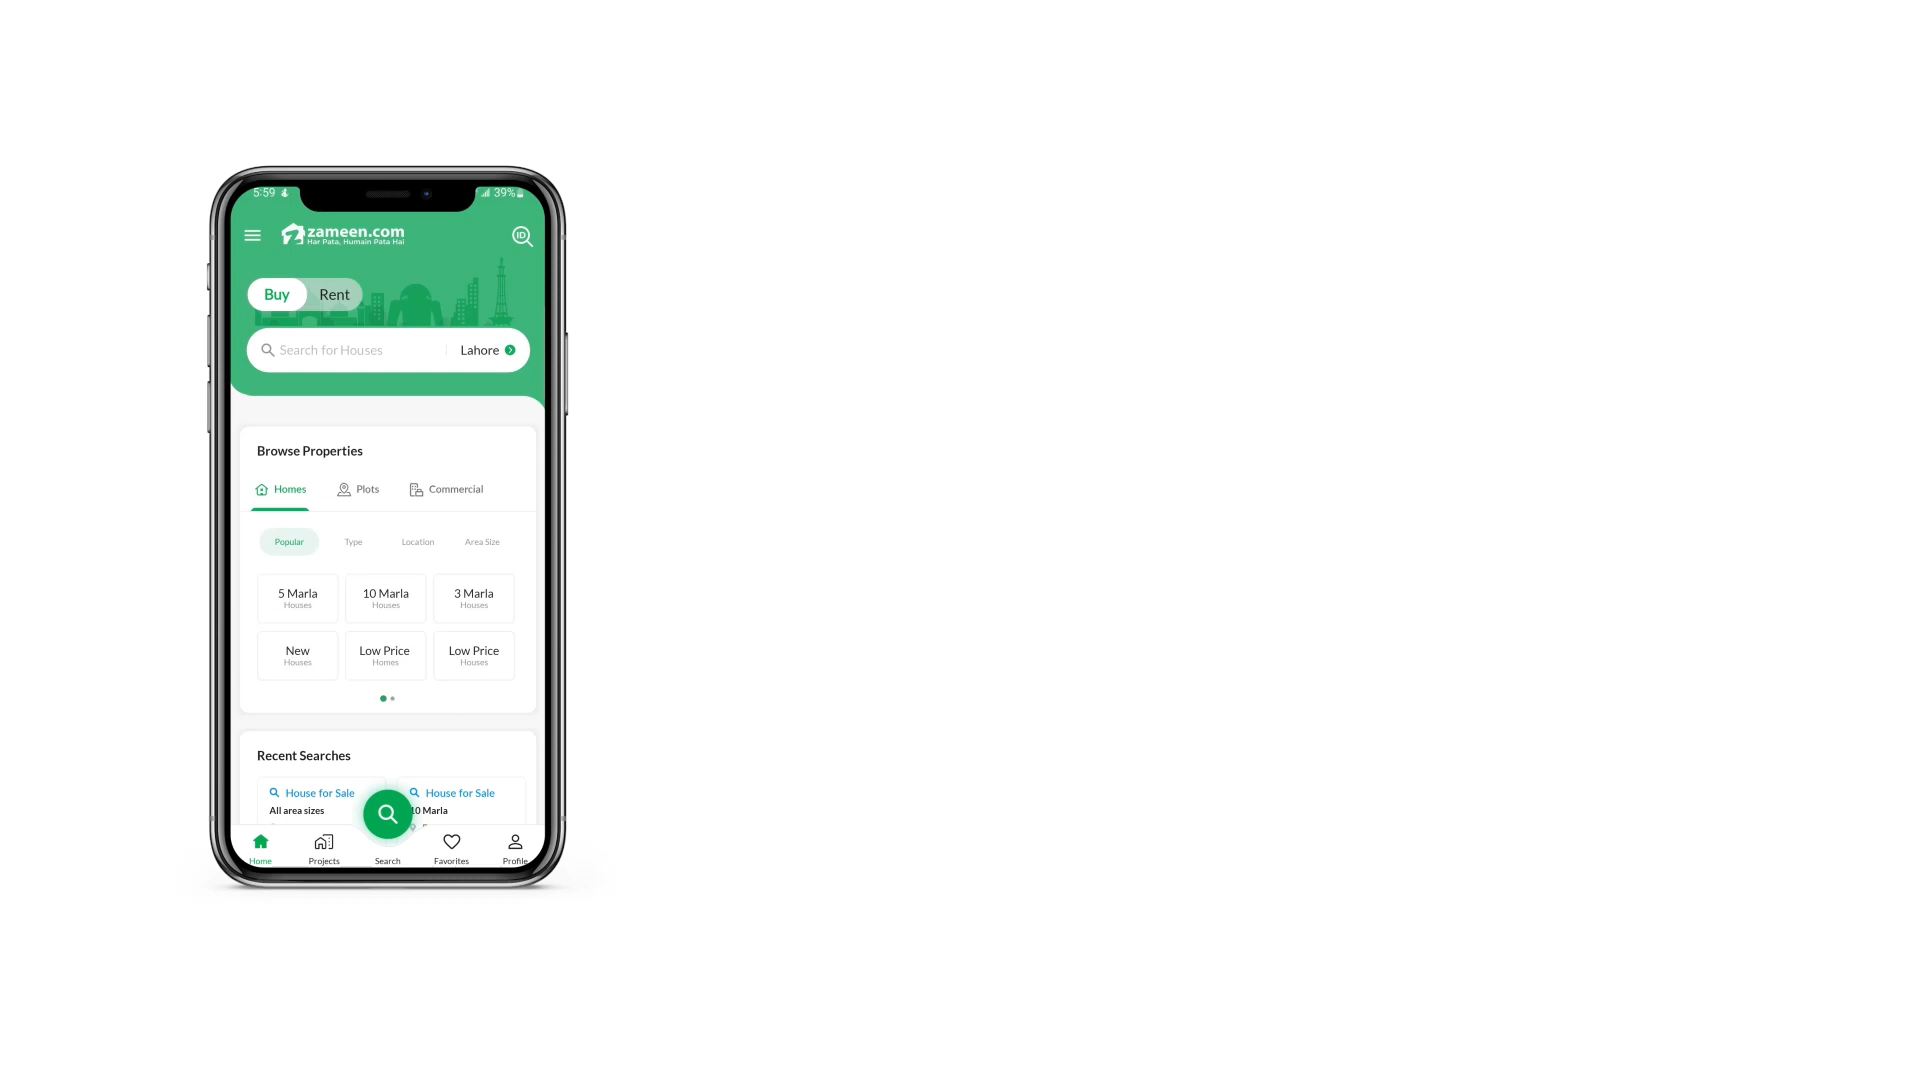 5:59
39%
zameen.com
Har Pata, Humain Pata Hai
ID
Buy Rent
Search for Houses Lahore
Browse Properties
Homes Plots Commercial
Popular Type Location Area Size
5 Marla 10 Marla 3 Marla
Houses Houses Houses
New Low Price Low Price
Houses Homes Houses
Recent Searches
House for Sale House for Sale
All area sizes 10 Marla
Home Projects Search Favorites Profile